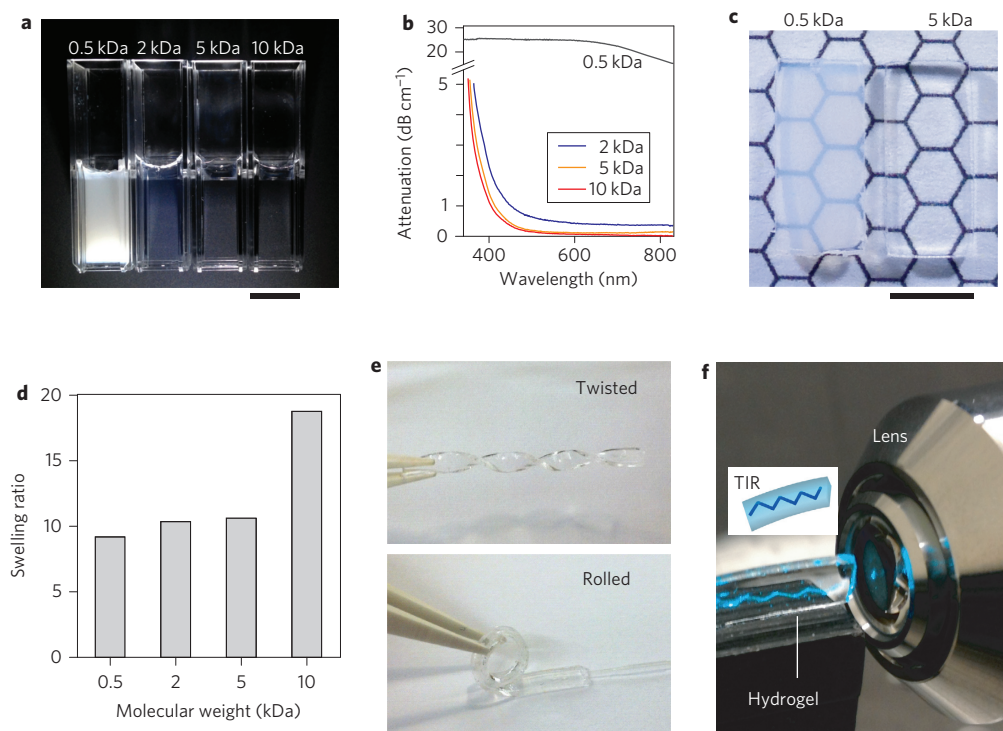 a
0.5 kDa 2 kDa 5 kDa 10 kDa
b
Attenuation (dB cm⁻¹)
30
20
5
1
0
0.5 kDa
2 kDa
5 kDa
10 kDa
400 600 800
Wavelength (nm)
c
0.5 kDa 5 kDa
d
Swelling ratio
20
15
10
5
0
0.5 2 5 10
Molecular weight (kDa)
e
Twisted
Rolled
f
Lens
TIR
Hydrogel